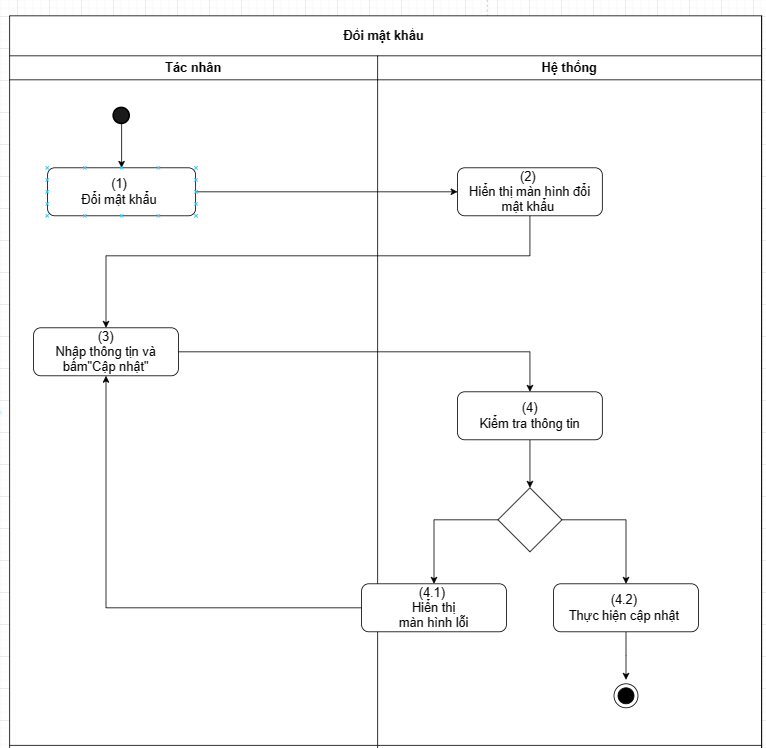 Đổi mật khẩu
Tác nhân
Hệ thống
(1)
Đổi mật khẩu
(2)
Hiển thị màn hình đổi
mật khẩu
(3)
Nhập thông tịn và
bấm"Cập nhật"
(4)
Kiểm tra thông tin
(4.1)
Hiển thị
màn hình lỗi
(4.2)
Thực hiện cập nhật